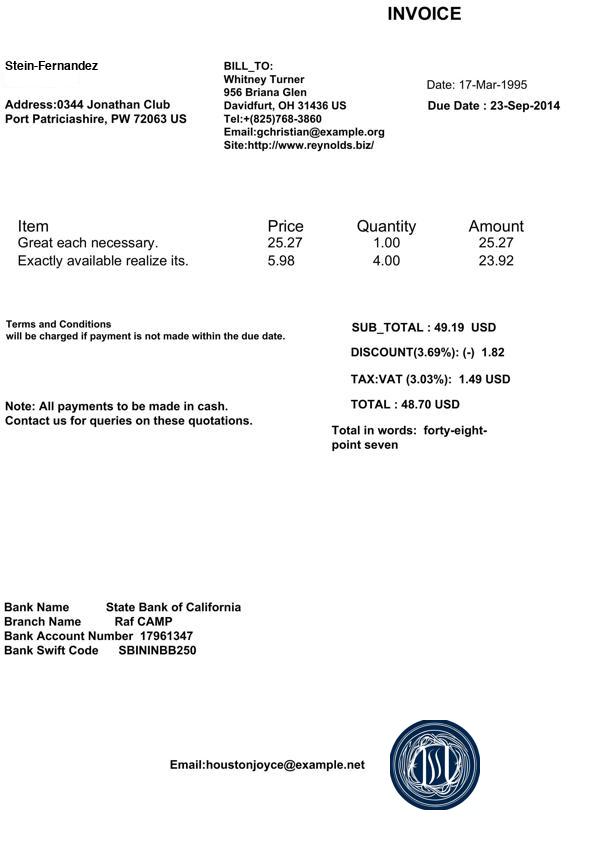 INVOICE
Stein-Fernandez
Address:0344 Jonathan Club
Port Patriciashire, PW 72063 US
BILL_TO:
Whitney Turner
956 Briana Glen
Davidfurt, OH 31436 US
Tel:+(825)768-3860
Email:gchristian@example.org
Site:http://www.reynolds.biz/
Date: 17-Mar-1995
Due Date : 23-Sep-2014
Item Price Quantity Amount
Great each necessary. 25.27 1.00 25.27
Exactly available realize its. 5.98 4.00 23.92
Terms and Conditions
will be charged if payment is not made within the due date.
SUB_TOTAL : 49.19 USD
DISCOUNT(3.69%): (-) 1.82
TAX:VAT (3.03%): 1.49 USD
TOTAL : 48.70 USD
Note: All payments to be made in cash.
Contact us for queries on these quotations.
Total in words: forty-eight-
point seven
Bank Name State Bank of California
Branch Name Raf CAMP
Bank Account Number 17961347
Bank Swift Code SBININBB250
Email:houstonjoyce@example.net